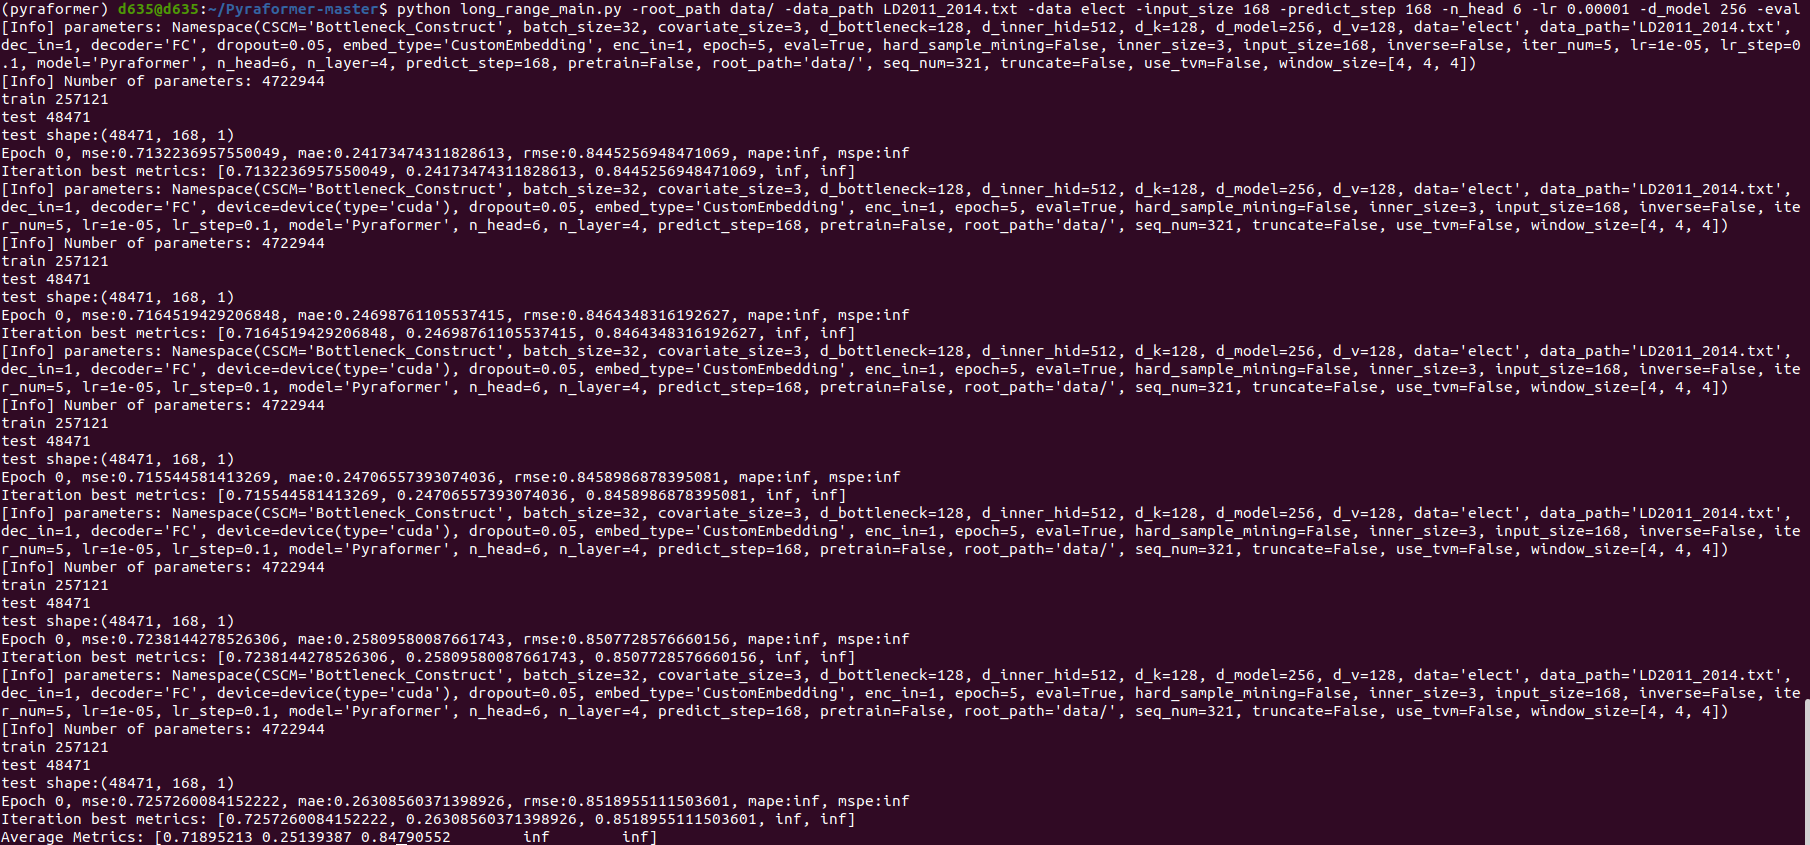 (pyraformer) d635@d635:~/Pyraformer-master$ python long_range_main.py -root_path data/ -data_path LD2011_2014.txt -data elect -input_size 168 -predict_step 168 -n_head 6 -lr 0.00001 -d_model 256 -eval
[Info] parameters: Namespace(CSCM='Bottleneck_Construct', batch_size=32, covariate_size=3, d_bottleneck=128, d_inner_hid=512, d_k=128, d_model=256, d_v=128, data='elect', data_path='LD2011_2014.txt',
dec_in=1, decoder='FC', dropout=0.05, embed_type='CustomEmbedding', enc_in=1, epoch=5, eval=True, hard_sample_mining=False, inner_size=3, input_size=168, inverse=False, iter_num=5, lr=1e-05, lr_step=0
.1, model='Pyraformer', n_head=6, n_layer=4, predict_step=168, pretrain=False, root_path='data/', seq_num=321, truncate=False, use_tvm=False, window_size=[4, 4, 4])
[Info] Number of parameters: 4722944
train 257121
test 48471
test shape:(48471, 168, 1)
Epoch 0, mse:0.7132236957550049, mae:0.24173474311828613, rmse:0.8445256948471069, mape:inf, mspe:inf
Iteration best metrics: [0.7132236957550049, 0.24173474311828613, 0.8445256948471069, inf, inf]
[Info] parameters: Namespace(CSCM='Bottleneck_Construct', batch_size=32, covariate_size=3, d_bottleneck=128, d_inner_hid=512, d_k=128, d_model=256, d_v=128, data='elect', data_path='LD2011_2014.txt',
dec_in=1, decoder='FC', device=device(type='cuda'), dropout=0.05, embed_type='CustomEmbedding', enc_in=1, epoch=5, eval=True, hard_sample_mining=False, inner_size=3, input_size=168, inverse=False, ite
r_num=5, lr=1e-05, lr_step=0.1, model='Pyraformer', n_head=6, n_layer=4, predict_step=168, pretrain=False, root_path='data/', seq_num=321, truncate=False, use_tvm=False, window_size=[4, 4, 4])
[Info] Number of parameters: 4722944
train 257121
test 48471
test shape:(48471, 168, 1)
Epoch 0, mse:0.7164519429206848, mae:0.24698761105537415, rmse:0.8464348316192627, mape:inf, mspe:inf
Iteration best metrics: [0.7164519429206848, 0.24698761105537415, 0.8464348316192627, inf, inf]
[Info] parameters: Namespace(CSCM='Bottleneck_Construct', batch_size=32, covariate_size=3, d_bottleneck=128, d_inner_hid=512, d_k=128, d_model=256, d_v=128, data='elect', data_path='LD2011_2014.txt',
dec_in=1, decoder='FC', device=device(type='cuda'), dropout=0.05, embed_type='CustomEmbedding', enc_in=1, epoch=5, eval=True, hard_sample_mining=False, inner_size=3, input_size=168, inverse=False, ite
r_num=5, lr=1e-05, lr_step=0.1, model='Pyraformer', n_head=6, n_layer=4, predict_step=168, pretrain=False, root_path='data/', seq_num=321, truncate=False, use_tvm=False, window_size=[4, 4, 4])
[Info] Number of parameters: 4722944
train 257121
test 48471
test shape:(48471, 168, 1)
Epoch 0, mse:0.715544581413269, mae:0.24706557393074036, rmse:0.8458986878395081, mape:inf, mspe:inf
Iteration best metrics: [0.715544581413269, 0.24706557393074036, 0.8458986878395081, inf, inf]
[Info] parameters: Namespace(CSCM='Bottleneck_Construct', batch_size=32, covariate_size=3, d_bottleneck=128, d_inner_hid=512, d_k=128, d_model=256, d_v=128, data='elect', data_path='LD2011_2014.txt',
dec_in=1, decoder='FC', device=device(type='cuda'), dropout=0.05, embed_type='CustomEmbedding', enc_in=1, epoch=5, eval=True, hard_sample_mining=False, inner_size=3, input_size=168, inverse=False, ite
r_num=5, lr=1e-05, lr_step=0.1, model='Pyraformer', n_head=6, n_layer=4, predict_step=168, pretrain=False, root_path='data/', seq_num=321, truncate=False, use_tvm=False, window_size=[4, 4, 4])
[Info] Number of parameters: 4722944
train 257121
test 48471
test shape:(48471, 168, 1)
Epoch 0, mse:0.7238144278526306, mae:0.25809580087661743, rmse:0.8507728576660156, mape:inf, mspe:inf
Iteration best metrics: [0.7238144278526306, 0.25809580087661743, 0.8507728576660156, inf, inf]
[Info] parameters: Namespace(CSCM='Bottleneck_Construct', batch_size=32, covariate_size=3, d_bottleneck=128, d_inner_hid=512, d_k=128, d_model=256, d_v=128, data='elect', data_path='LD2011_2014.txt',
dec_in=1, decoder='FC', device=device(type='cuda'), dropout=0.05, embed_type='CustomEmbedding', enc_in=1, epoch=5, eval=True, hard_sample_mining=False, inner_size=3, input_size=168, inverse=False, ite
r_num=5, lr=1e-05, lr_step=0.1, model='Pyraformer', n_head=6, n_layer=4, predict_step=168, pretrain=False, root_path='data/', seq_num=321, truncate=False, use_tvm=False, window_size=[4, 4, 4])
[Info] Number of parameters: 4722944
train 257121
test 48471
test shape:(48471, 168, 1)
Epoch 0, mse:0.7257260084152222, mae:0.26308560371398926, rmse:0.8518955111503601, mape:inf, mspe:inf
Iteration best metrics: [0.7257260084152222, 0.26308560371398926, 0.8518955111503601, inf, inf]
Average Metrics: [0.71895213 0.25139387 0.84790552        inf        inf]